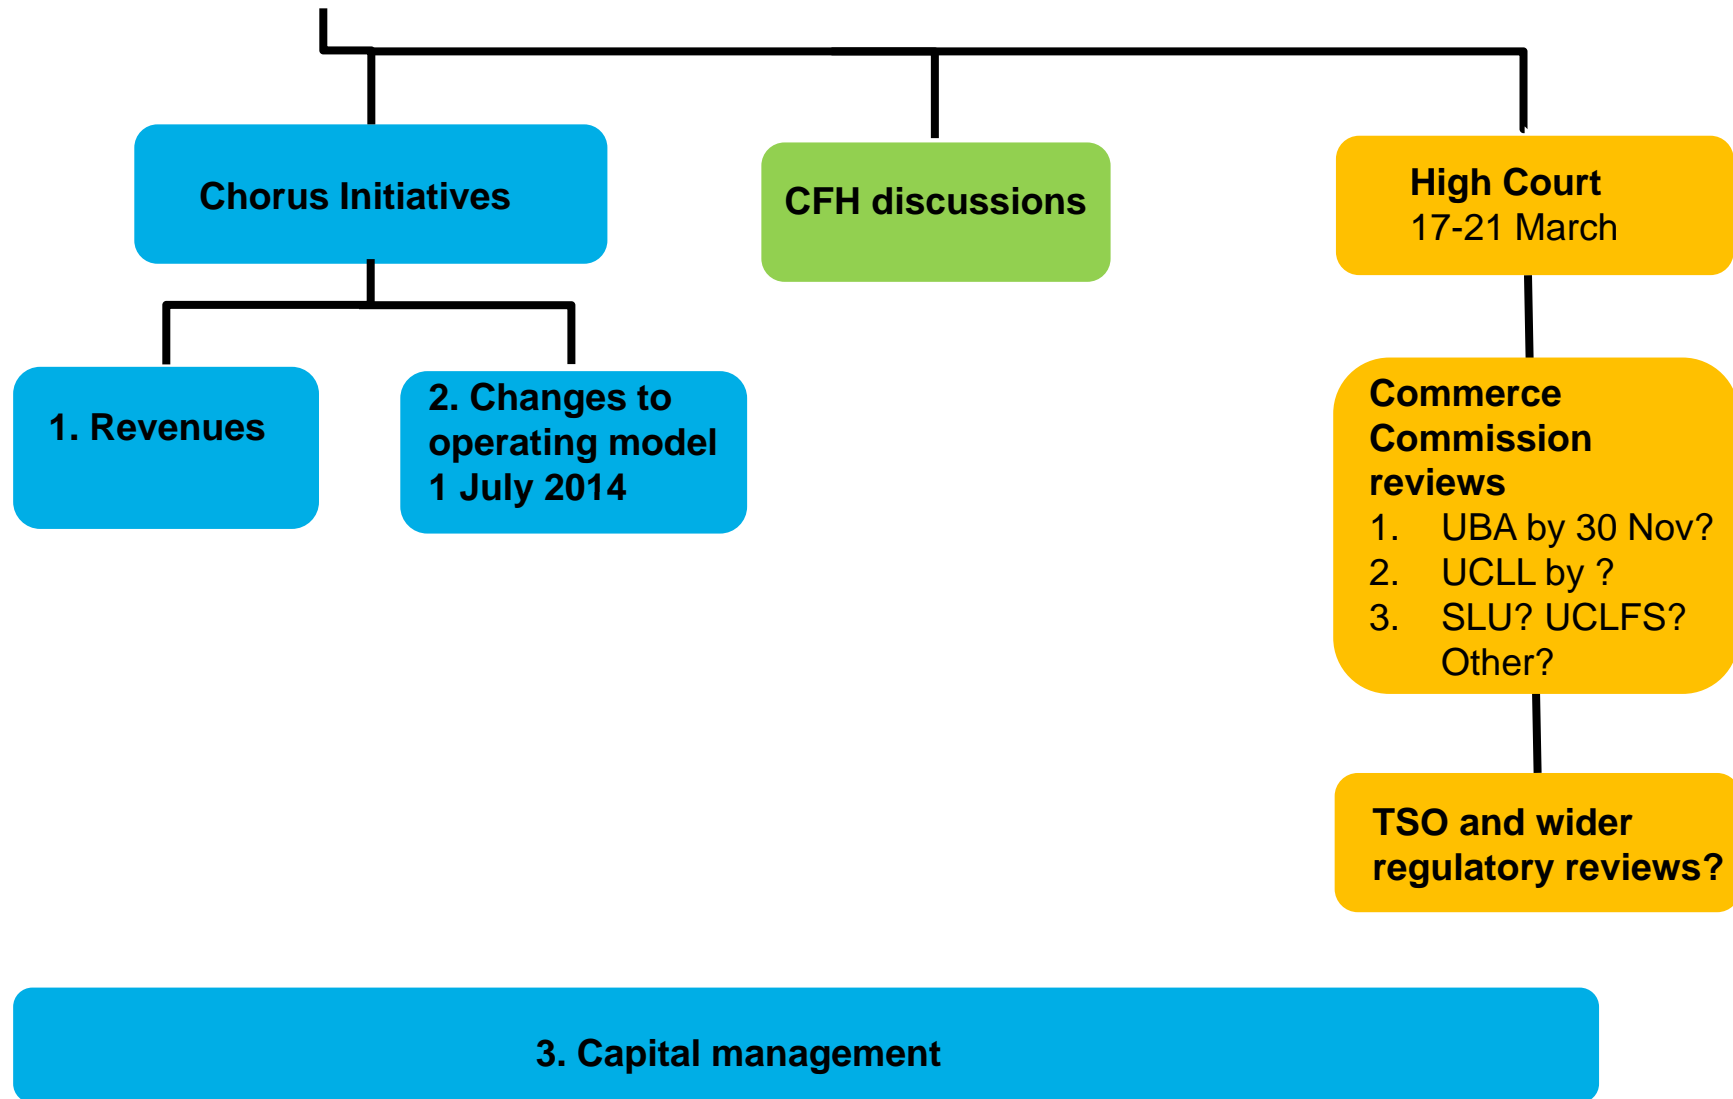 Chorus Initiatives
CFH discussions
High Court
17-21 March
1. Revenues
2. Changes to
operating model
1 July 2014
Commerce
Commission
reviews
1. UBA by 30 Nov?
2. UCLL by ?
3. SLU? UCLFS?
Other?
TSO and wider
regulatory reviews?
3. Capital management